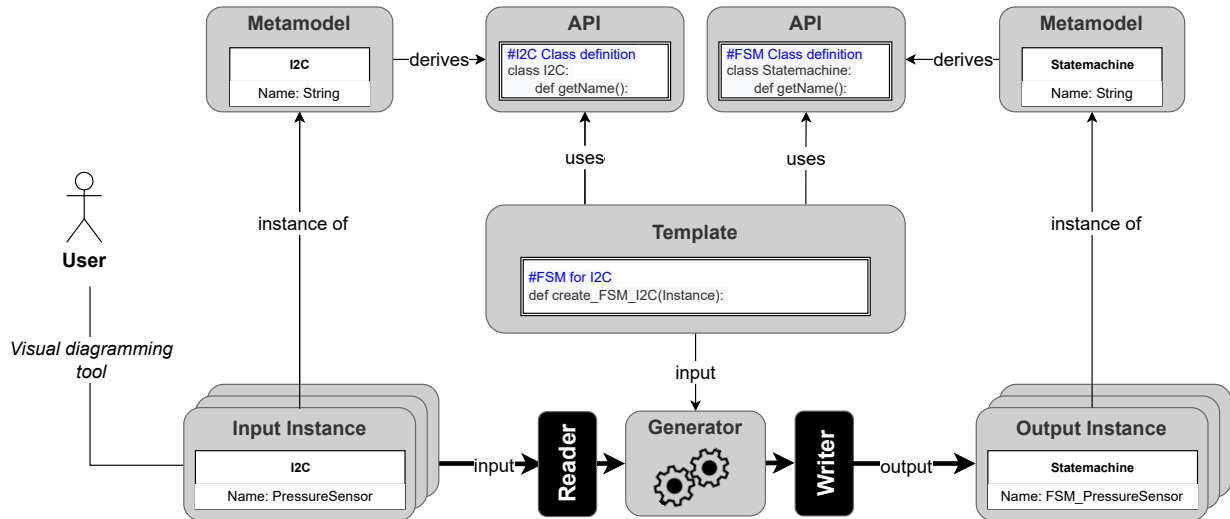 Metamodel
I2C
Name: String
derives
API
#I2C Class definition
class I2C:
def getName():
API
#FSM Class definition
class Statemachine:
def getName():
derives
Metamodel
Statemachine
Name: String
instance of
uses
uses
instance of
User
Template
#FSM for I2C
def create_FSM_I2C(Instance):
Visual diagramming
tool
input
Input Instance
I2C
Name: PressureSensor
input
Reader
Generator
Writer
output
Output Instance
Statemachine
Name: FSM_PressureSensor